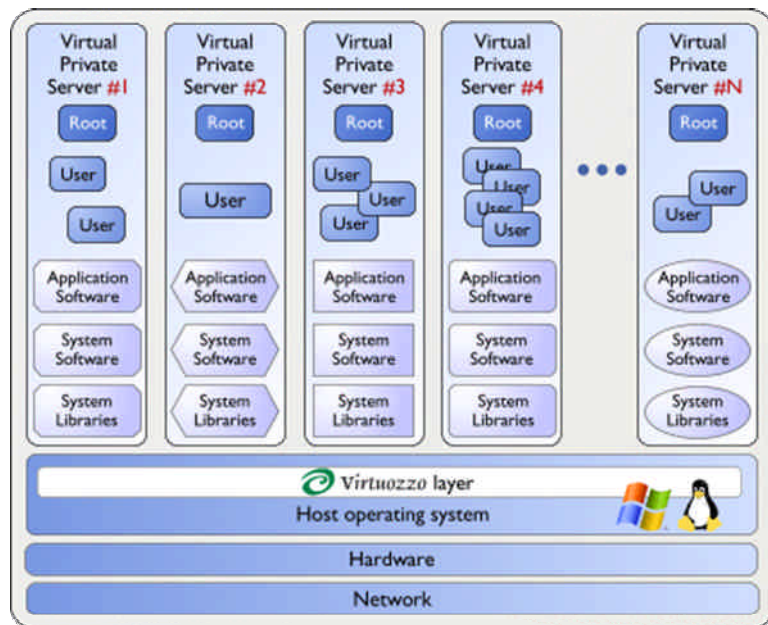 Virtual
Private
Server #1
Root
User
User
Application
Software
System
Software
System
Libraries
Virtual
Private
Server #2
Root
User
Application
Software
System
Software
System
Libraries
Virtual
Private
Server #3
Root
User
User
User
Application
Software
System
Software
System
Libraries
Virtual
Private
Server #4
Root
User
User
User
User
Application
Software
System
Software
System
Libraries
Virtual
Private
Server #N
Root
User
User
Application
Software
System
Software
System
Libraries
Virtuozzo layer
Host operating system
Hardware
Network